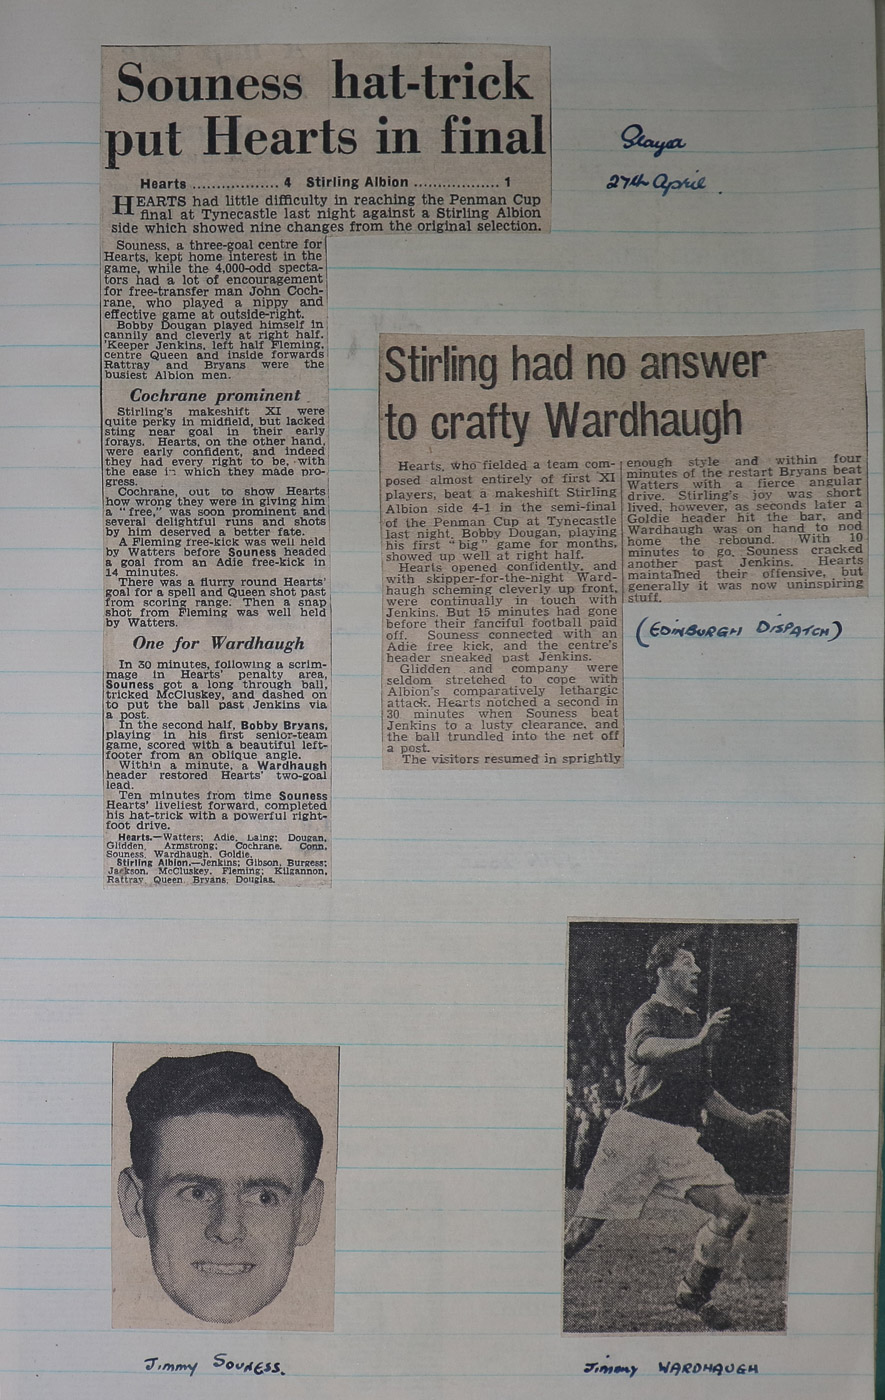 Souness hat-trick
put Hearts in final
Hearts ................. 4 Stirling Albion ................. 1
HEARTS had little difficulty in reaching the Penman Cup
final at Tynecastle last night against a Stirling Albion
side which showed nine changes from the original selection.
Souness, a three-goal centre for
Hearts, kept home interest in the
game, while the 4,000-odd specta-
tors had a lot of encouragement
for free-transfer man John Coch-
rane, who played a nippy and
effective game at outside-right.
Bobby Dougan played himself in
cannily and cleverly at right half.
'Keeper Jenkins, left half Fleming,
centre Queen and inside forwards
Rattray and Bryans were the
busiest Albion men.
Cochrane prominent
Stirling's makeshift XI were
quite perky in midfield, but lacked
sting near goal in their early
forays. Hearts, on the other hand,
were early confident, and indeed
they had every right to be, with
the ease in which they made pro-
gress.
Cochrane, out to show Hearts
how wrong they were in giving him
a "free," was soon prominent and
several delightful runs and shots
by him deserved a better fate.
A Fleming free-kick was well held
by Watters before Souness headed
a goal from an Adie free-kick in
14 minutes.
There was a flurry round Hearts'
goal for a spell and Queen shot past
from scoring range. Then a snap
shot from Fleming was well held
by Watters.
One for Wardhaugh
In 30 minutes, following a scrim-
mage in Hearts' penalty area,
Souness got a long through ball,
tricked McCluskey, and dashed on
to put the ball past Jenkins via
a post.
In the second half, Bobby Bryans,
playing in his first senior-team
game, scored with a beautiful left-
footer from an oblique angle.
Within a minute, a Wardhaugh
header restored Hearts' two-goal
lead.
Ten minutes from time Souness
Hearts' liveliest forward, completed
his hat-trick with a powerful right-
foot drive.
Hearts.—Watters; Adie, Laing; Dougan,
Glidden, Armstrong; Cochrane, Conn,
Souness, Wardhaugh, Goldie.
Stirling Albion.—Jenkins; Gibson, Burgess;
Jackson, McCluskey, Fleming; Kilgannon,
Rattray, Queen, Bryans, Douglas.
27th April.
Stirling had no answer
to crafty Wardhaugh
Hearts, who fielded a team com-
posed almost entirely of first XI
players, beat a makeshift Stirling
Albion side 4-1 in the semi-final
of the Penman Cup at Tynecastle
last night. Bobby Dougan, playing
his first "big" game for months,
showed up well at right half.
Hearts opened confidently, and
with skipper-for-the-night Ward-
haugh scheming cleverly up front,
were continually in touch with
Jenkins. But 15 minutes had gone
before their fanciful football paid
off. Souness connected with an
Adie free kick, and the centre's
header sneaked past Jenkins.
Glidden and company were
seldom stretched to cope with
Albion's comparatively lethargic
attack. Hearts notched a second in
30 minutes when Souness beat
Jenkins to a lusty clearance, and
the ball trundled into the net off
a post.
The visitors resumed in sprightly
enough style and within four
minutes of the restart Bryans beat
Watters with a fierce angular
drive. Stirling's joy was short
lived, however, as seconds later a
Goldie header hit the bar, and
Wardhaugh was on hand to nod
home the rebound. With 10
minutes to go, Souness cracked
another past Jenkins. Hearts
maintained their offensive, but
generally it was now uninspiring
stuff.
(EDINBURGH DISPATCH)
Jimmy SOUNESS.
Jimmy WARDHAUGH